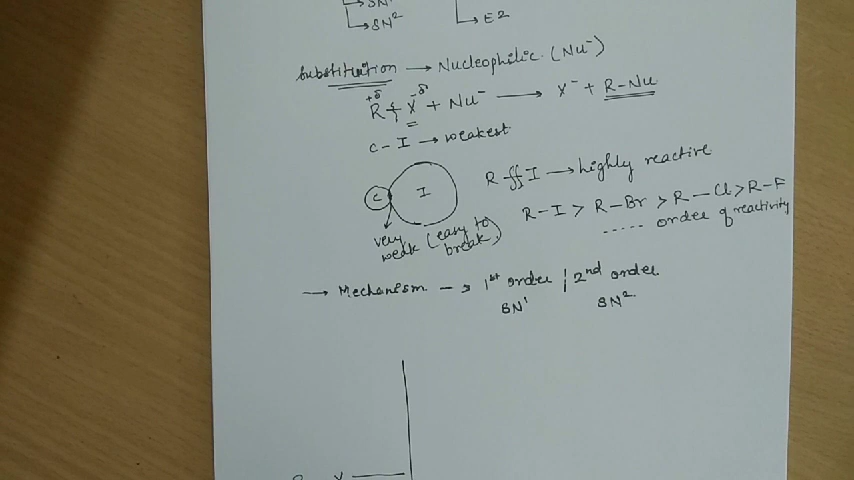 ↳ SN¹
↳ SN² ↳ E2
Substitution → Nucleophilic (Nu⁻)
+δ -δ
R + X + Nu⁻ → X⁻ + R-Nu
C - I → weakest
C I
R I → highly reactive
very weak (easy to break)
R-I > R-Br > R-Cl > R-F
..... order of reactivity
→ Mechanism → 1st order / 2nd order
SN¹ SN²